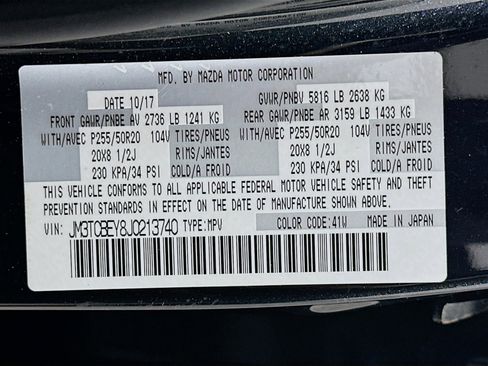 MFD. BY MAZDA MOTOR CORPORATION
DATE 10/17 GVWR/PNBV 5816 LB 2638 KG
FRONT GAWR/PNBE AV 2736 LB 1241 KG REAR GAWR/PNBE AR 3159 LB 1433 KG
WITH/AVEC P255/50R20 104V TIRES/PNEUS WITH/AVEC P255/50R20 104V TIRES/PNEUS
20X8 1/2J RIMS/JANTES 20X8 1/2J RIMS/JANTES
230 KPA/34 PSI COLD/A FROID 230 KPA/34 PSI COLD/A FROID
THIS VEHICLE CONFORMS TO ALL APPLICABLE FEDERAL MOTOR VEHICLE SAFETY AND THEFT
PREVENTION STANDARDS IN EFFECT ON THE DATE OF MANUFACTURE SHOWN ABOVE.
VIN: JM3TCBEY8J0213740 TYPE:MPV COLOR CODE:41W MADE IN JAPAN